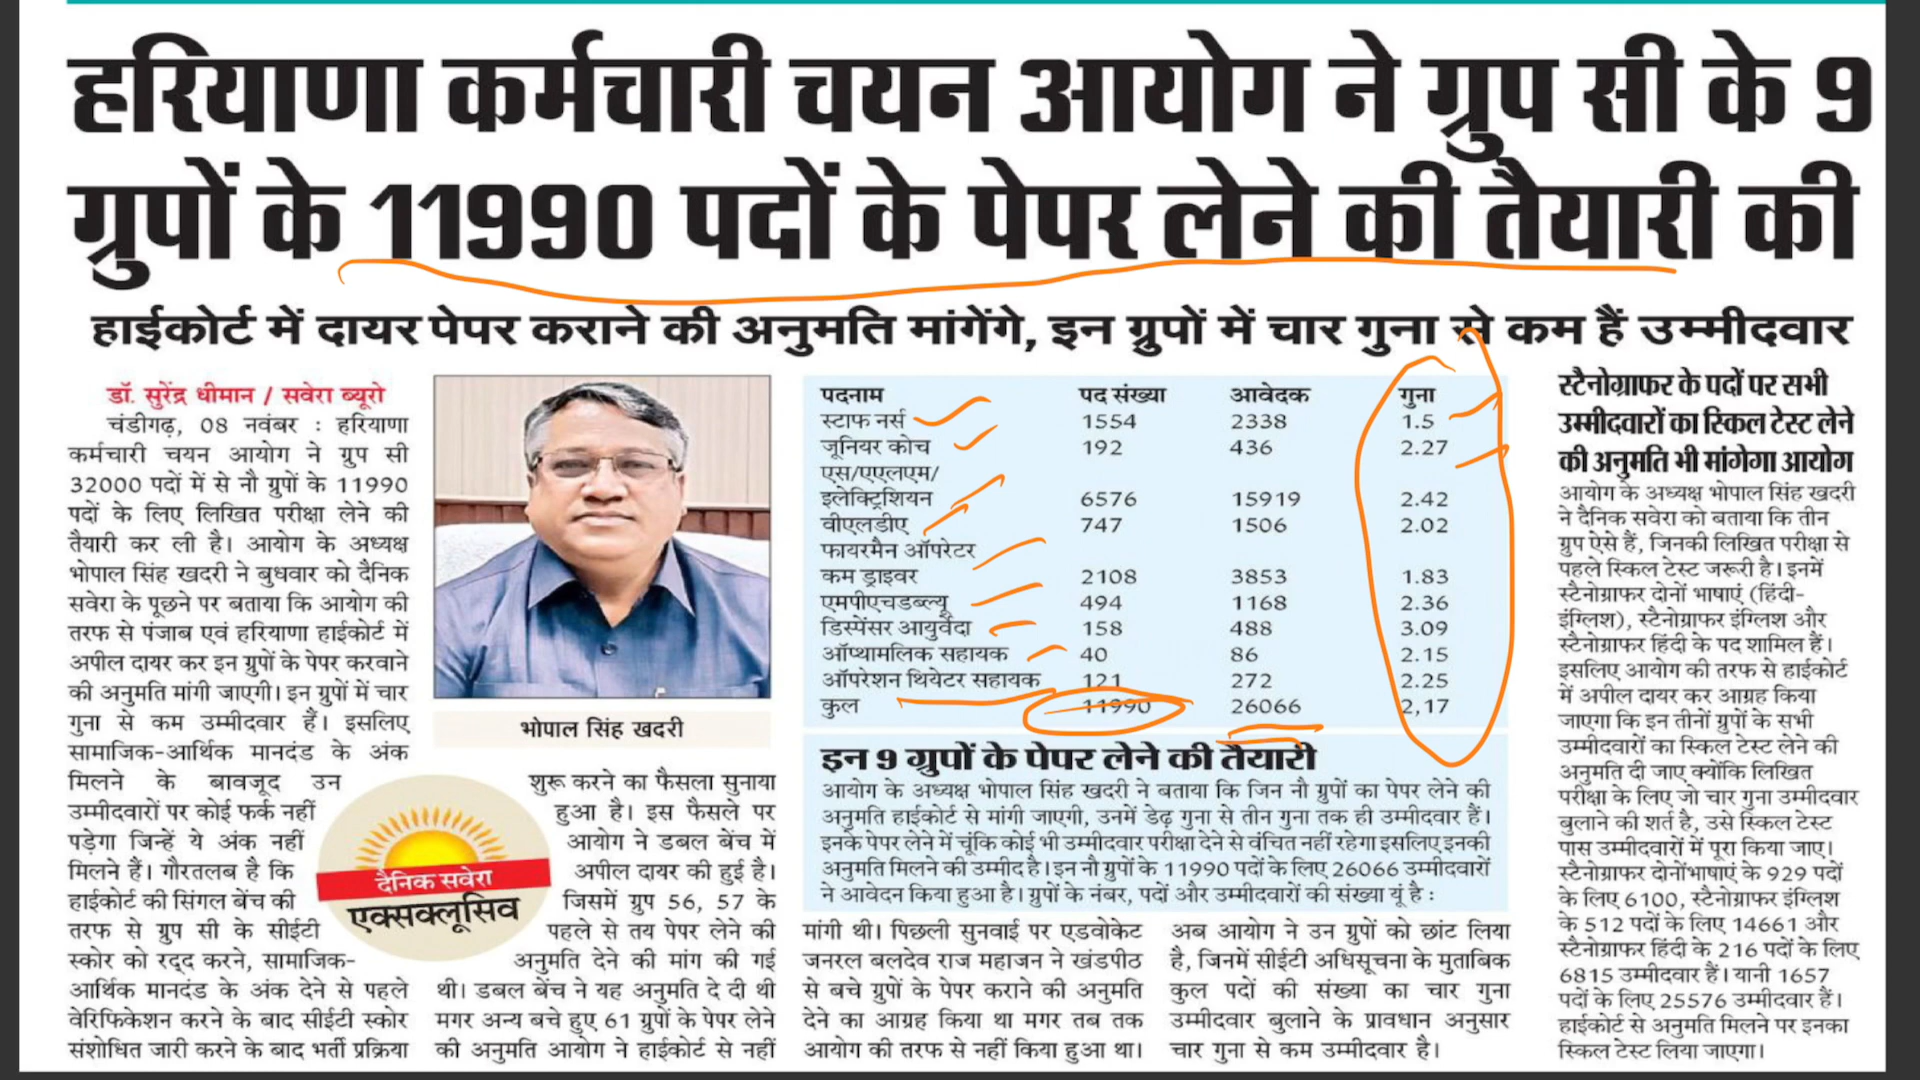 हरियाणा कर्मचारी चयन आयोग ने ग्रुप सी के 9
ग्रुपों के 11990 पदों के पेपर लेने की तैयारी की
हाईकोर्ट में दायर पेपर कराने की अनुमति मांगेंगे, इन ग्रुपों में चार गुना से कम हैं उम्मीदवार
डॉ. सुरेंद्र धीमान / सवेरा ब्यूरो
चंडीगढ़, 08 नवंबर : हरियाणा
कर्मचारी चयन आयोग ने ग्रुप सी
32000 पदों में से नौ ग्रुपों के 11990
पदों के लिए लिखित परीक्षा लेने की
तैयारी कर ली है। आयोग के अध्यक्ष
भोपाल सिंह खदरी ने बुधवार को दैनिक
सवेरा के पूछने पर बताया कि आयोग की
तरफ से पंजाब एवं हरियाणा हाईकोर्ट में
अपील दायर कर इन ग्रुपों के पेपर करवाने
की अनुमति मांगी जाएगी। इन ग्रुपों में चार
गुना से कम उम्मीदवार हैं। इसलिए
सामाजिक-आर्थिक मानदंड के अंक
मिलने के बावजूद उन
उम्मीदवारों पर कोई फर्क नहीं
पड़ेगा जिन्हें ये अंक नहीं
मिलने हैं। गौरतलब है कि
हाईकोर्ट की सिंगल बेंच की
तरफ से ग्रुप सी के सीईटी
स्कोर को रद्द करने, सामाजिक-
आर्थिक मानदंड के अंक देने से पहले
वेरिफिकेशन करने के बाद सीईटी स्कोर
संशोधित जारी करने के बाद भर्ती प्रक्रिया
भोपाल सिंह खदरी
दैनिक सवेरा
एक्सक्लूसिव
शुरू करने का फैसला सुनाया
हुआ है। इस फैसले पर
आयोग ने डबल बेंच में
अपील दायर की हुई है।
जिसमें ग्रुप 56, 57 के
पहले से तय पेपर लेने की
अनुमति देने की मांग की गई
थी। डबल बेंच ने यह अनुमति दे दी थी
मगर अन्य बचे हुए 61 ग्रुपों के पेपर लेने
की अनुमति आयोग ने हाईकोर्ट से नहीं
पदनाम पद संख्या आवेदक गुना
स्टाफ नर्स 1554 2338 1.5
जूनियर कोच 192 436 2.27
एस/एएलएम/
इलेक्ट्रिशियन 6576 15919 2.42
वीएलडीए 747 1506 2.02
फायरमैन ऑपरेटर
कम ड्राइवर 2108 3853 1.83
एमपीएचडब्ल्यू 494 1168 2.36
डिस्पेंसर आयुर्वेदा 158 488 3.09
ऑप्थामलिक सहायक 40 86 2.15
ऑपरेशन थियेटर सहायक 121 272 2.25
कुल 11990 26066 2,17
इन 9 ग्रुपों के पेपर लेने की तैयारी
आयोग के अध्यक्ष भोपाल सिंह खदरी ने बताया कि जिन नौ ग्रुपों का पेपर लेने की
अनुमति हाईकोर्ट से मांगी जाएगी, उनमें डेढ़ गुना से तीन गुना तक ही उम्मीदवार हैं।
इनके पेपर लेने में चूंकि कोई भी उम्मीदवार परीक्षा देने से वंचित नहीं रहेगा इसलिए इनकी
अनुमति मिलने की उम्मीद है। इन नौ ग्रुपों के 11990 पदों के लिए 26066 उम्मीदवारों
ने आवेदन किया हुआ है। ग्रुपों के नंबर, पदों और उम्मीदवारों की संख्या यूं है :
मांगी थी। पिछली सुनवाई पर एडवोकेट
जनरल बलदेव राज महाजन ने खंडपीठ
से बचे ग्रुपों के पेपर कराने की अनुमति
देने का आग्रह किया था मगर तब तक
आयोग की तरफ से नहीं किया हुआ था।
अब आयोग ने उन ग्रुपों को छांट लिया
है, जिनमें सीईटी अधिसूचना के मुताबिक
कुल पदों की संख्या का चार गुना
उम्मीदवार बुलाने के प्रावधान अनुसार
चार गुना से कम उम्मीदवार है।
स्टैनोग्राफर के पदों पर सभी
उम्मीदवारों का स्किल टेस्ट लेने
की अनुमति भी मांगेगा आयोग
आयोग के अध्यक्ष भोपाल सिंह खदरी
ने दैनिक सवेरा को बताया कि तीन
ग्रुप ऐसे हैं, जिनकी लिखित परीक्षा से
पहले स्किल टेस्ट जरूरी है। इनमें
स्टैनोग्राफर दोनों भाषाएं (हिंदी-
इंग्लिश), स्टैनोग्राफर इंग्लिश और
स्टैनोग्राफर हिंदी के पद शामिल हैं।
इसलिए आयोग की तरफ से हाईकोर्ट
में अपील दायर कर आग्रह किया
जाएगा कि इन तीनों ग्रुपों के सभी
उम्मीदवारों का स्किल टेस्ट लेने की
अनुमति दी जाए क्योंकि लिखित
परीक्षा के लिए जो चार गुना उम्मीदवार
बुलाने की शर्त है, उसे स्किल टेस्ट
पास उम्मीदवारों में पूरा किया जाए।
स्टैनोग्राफर दोनों भाषाएं के 929 पदों
के लिए 6100, स्टैनोग्राफर इंग्लिश
के 512 पदों के लिए 14661 और
स्टैनोग्राफर हिंदी के 216 पदों के लिए
6815 उम्मीदवार हैं। यानी 1657
पदों के लिए 25576 उम्मीदवार हैं।
हाईकोर्ट से अनुमति मिलने पर इनका
स्किल टेस्ट लिया जाएगा।